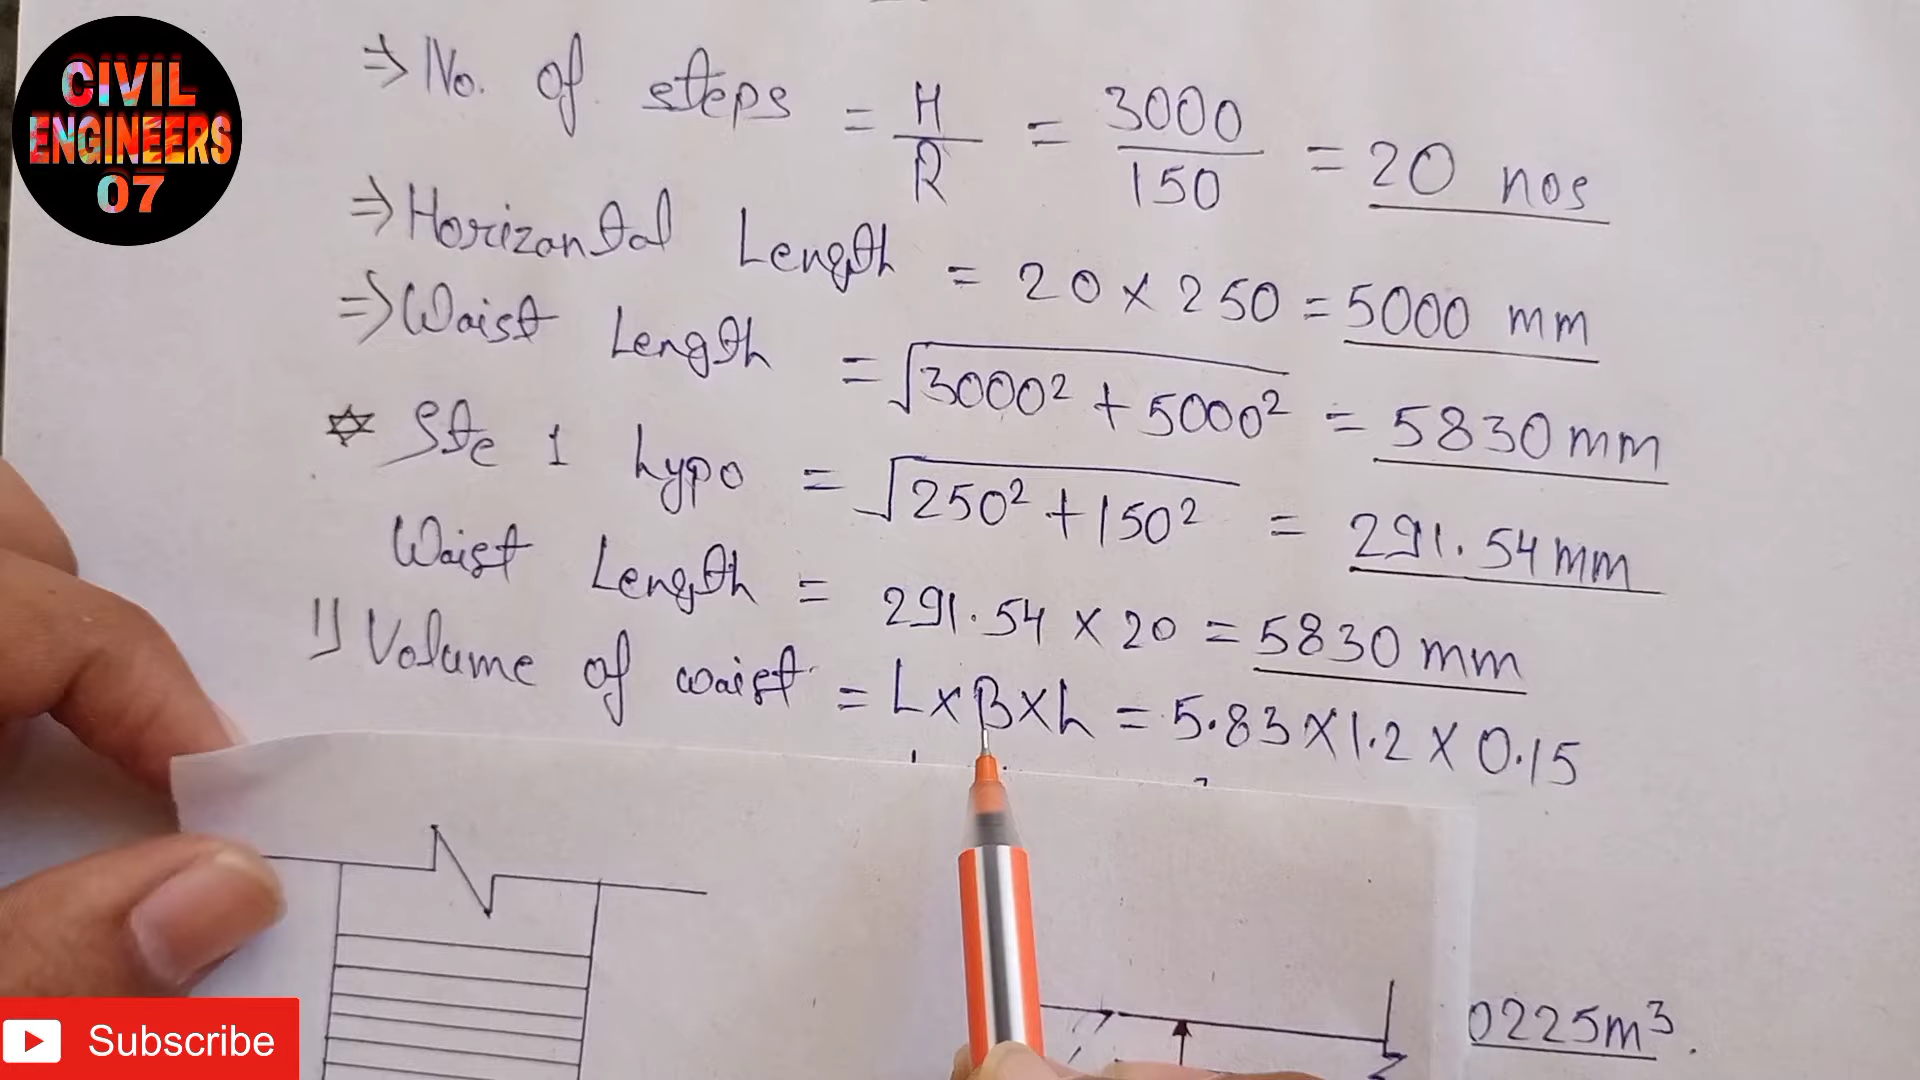 CIVIL
ENGINEERS
07
⇒ No. of steps = H/R = 3000/150 = 20 nos
⇒ Horizontal Length = 20 × 250 = 5000 mm
⇒ Waist Length = √3000² + 5000² = 5830 mm
✡ Ste 1 hypo = √250² + 150² = 291.54 mm
Waist Length = 291.54 × 20 = 5830 mm
1) Volume of waist = L × B × h = 5.83 × 1.2 × 0.15
0225m³.
Subscribe